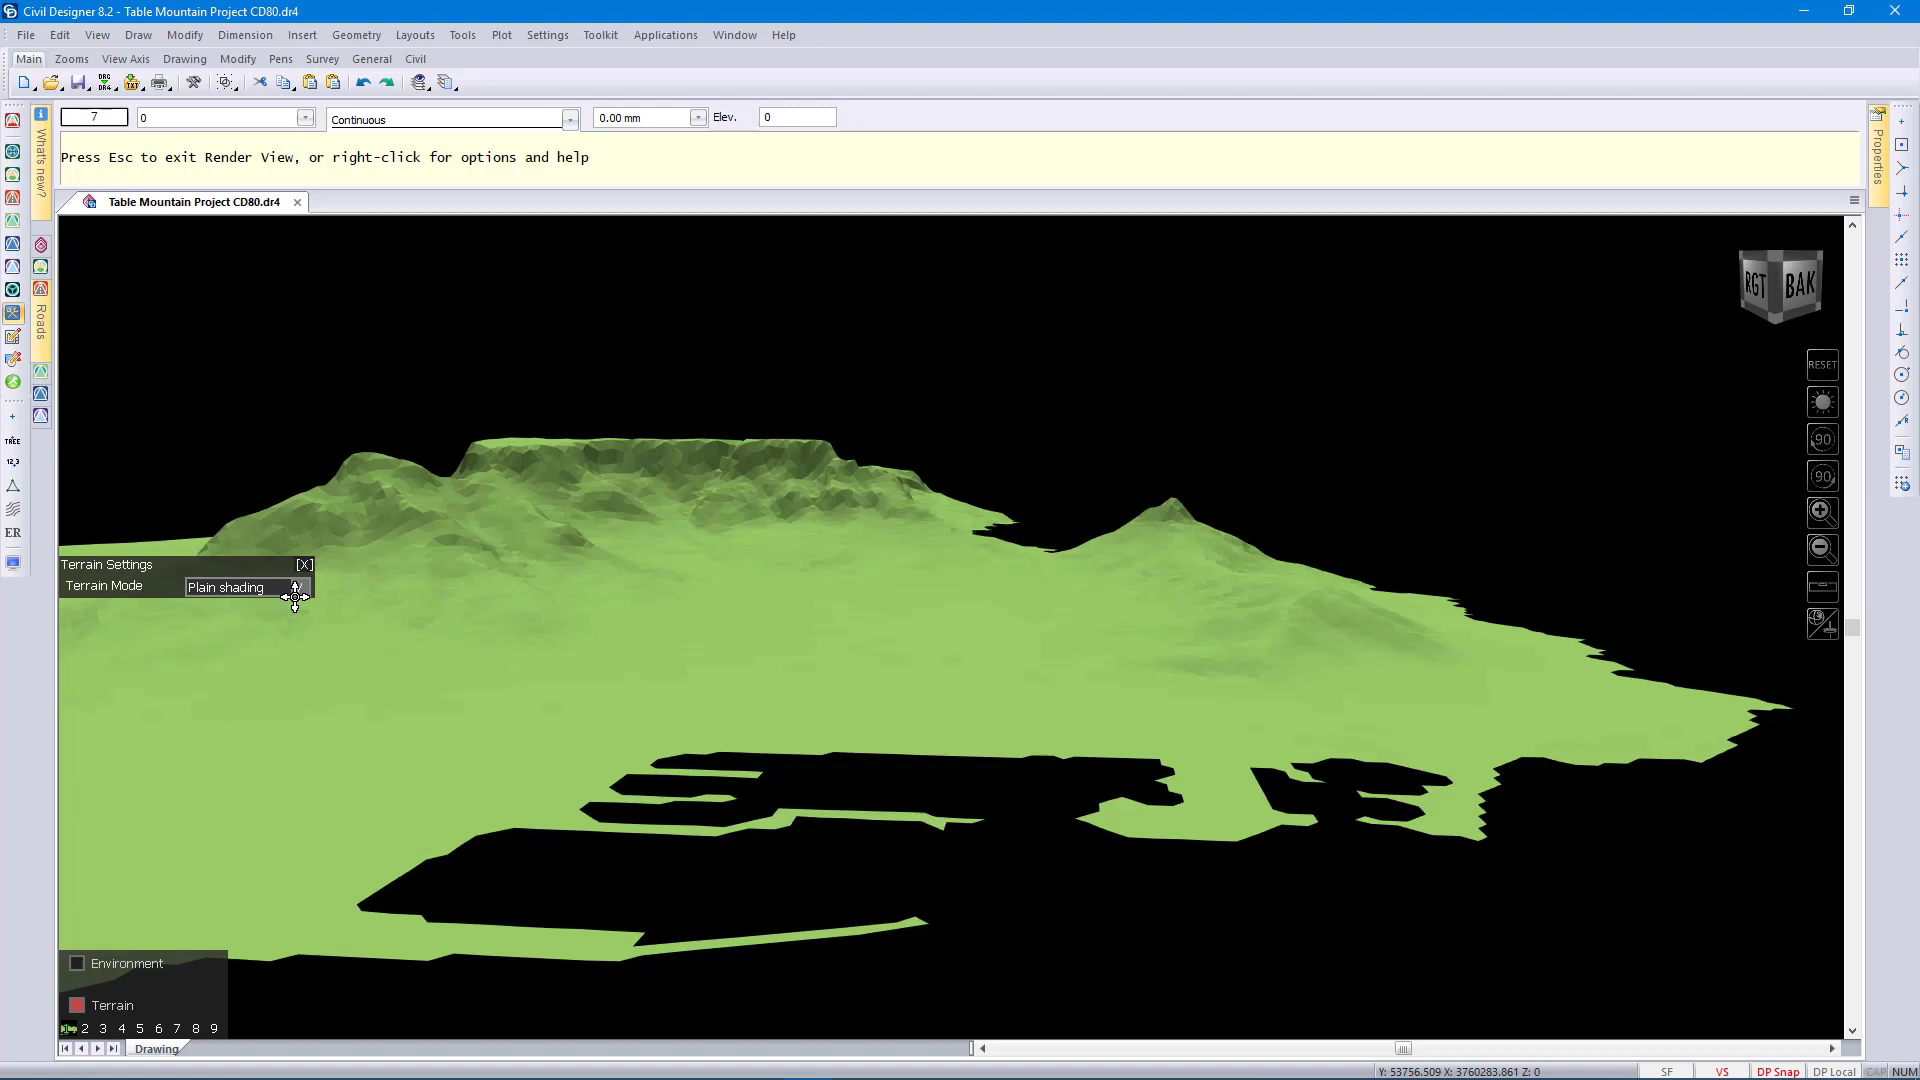 Civil Designer 8.2 - Table Mountain Project CD80.dr4
File Edit View Draw Modify Dimension Insert Geometry Layouts Tools Plot Settings Toolkit Applications Window Help
Main Zooms View Axis Drawing Modify Pens Survey General Civil
7 0 Continuous 0.00 mm Elev. 0
What's new?
Press Esc to exit Render View, or right-click for options and help
Properties
Table Mountain Project CD80.dr4
RGT BAK
Roads
RESET
90
90
TREE
12.3
ER
Terrain Settings [X]
Terrain Mode Plain shading
Environment
Terrain
2 3 4 5 6 7 8 9
Drawing
Y: 53756.509 X: 3760283.861 Z: 0 SF VS DP Snap DP Local CAP NUM